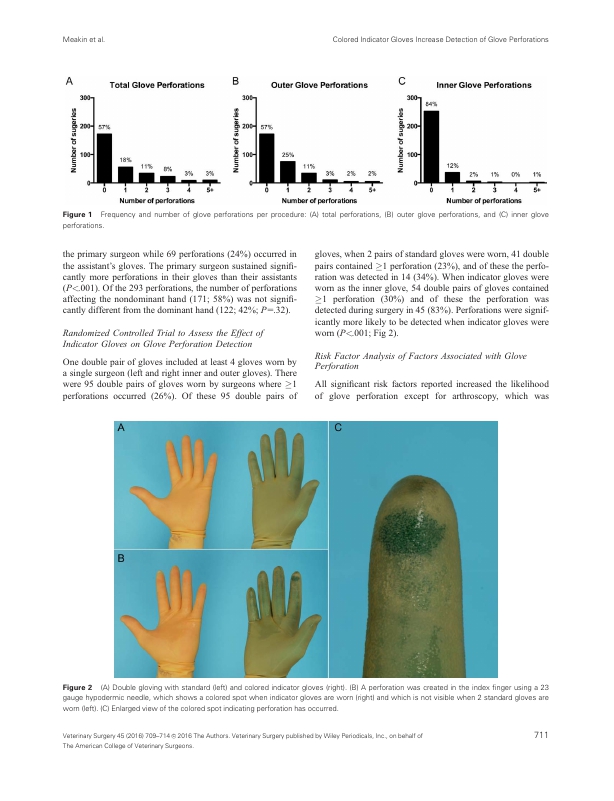 Meakin et al.
Colored Indicator Gloves Increase Detection of Glove Perforations
A
Total Glove Perforations
Number of sugeries
300
200
100
0
57%
18%
11%
8%
3%
3%
0 1 2 3 4 5+
Number of perforations
B
Outer Glove Perforations
Number of surgeries
300
200
100
0
57%
25%
11%
3%
2%
2%
0 1 2 3 4 5+
Number of perforations
C
Inner Glove Perforations
Number of surgeries
300
200
100
0
84%
12%
2%
1%
0%
1%
0 1 2 3 4 5+
Number of perforations
Figure 1 Frequency and number of glove perforations per procedure: (A) total perforations, (B) outer glove perforations, and (C) inner glove
perforations.
the primary surgeon while 69 perforations (24%) occurred in
the assistant's gloves. The primary surgeon sustained signifi-
cantly more perforations in their gloves than their assistants
(P<.001). Of the 293 perforations, the number of perforations
affecting the nondominant hand (171; 58%) was not signifi-
cantly different from the dominant hand (122; 42%; P=.32).
Randomized Controlled Trial to Assess the Effect of
Indicator Gloves on Glove Perforation Detection
One double pair of gloves included at least 4 gloves worn by
a single surgeon (left and right inner and outer gloves). There
were 95 double pairs of gloves worn by surgeons where ≥1
perforations occurred (26%). Of these 95 double pairs of
gloves, when 2 pairs of standard gloves were worn, 41 double
pairs contained ≥1 perforation (23%), and of these the perfo-
ration was detected in 14 (34%). When indicator gloves were
worn as the inner glove, 54 double pairs of gloves contained
≥1 perforation (30%) and of these the perforation was
detected during surgery in 45 (83%). Perforations were signif-
icantly more likely to be detected when indicator gloves were
worn (P<.001; Fig 2).
Risk Factor Analysis of Factors Associated with Glove
Perforation
All significant risk factors reported increased the likelihood
of glove perforation except for arthroscopy, which was
A
B
C
Figure 2 (A) Double gloving with standard (left) and colored indicator gloves (right). (B) A perforation was created in the index finger using a 23
gauge hypodermic needle, which shows a colored spot when indicator gloves are worn (right) and which is not visible when 2 standard gloves are
worn (left). (C) Enlarged view of the colored spot indicating perforation has occurred.
Veterinary Surgery 45 (2016) 709–714 © 2016 The Authors. Veterinary Surgery published by Wiley Periodicals, Inc., on behalf of
The American College of Veterinary Surgeons.
711